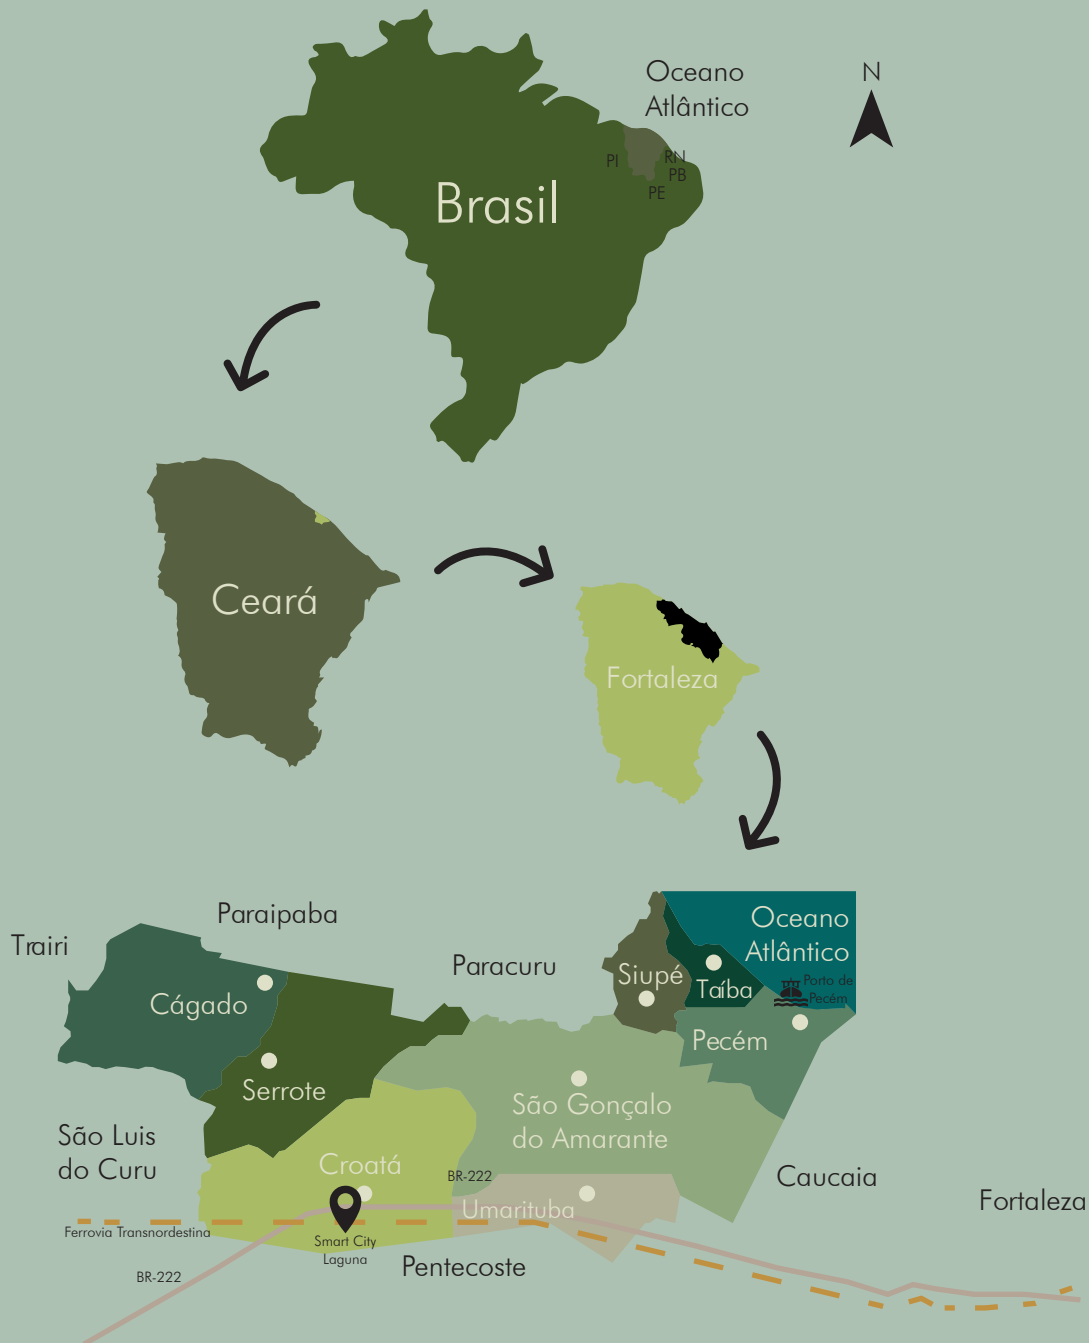 Oceano
Atlântico
N
PI
RN
PB
PE
Brasil
Ceará
Fortaleza
Oceano
Atlântico
Paraipaba
Trairi
Paracuru
Siupé
Taíba
Porto de
Pecém
Cágado
Pecém
Serrote
São Gonçalo
do Amarante
São Luis
do Curu
Croatá
BR-222
Caucaia
Fortaleza
Umarituba
Ferrovia Transnordestina
Smart City
Laguna
Pentecoste
BR-222